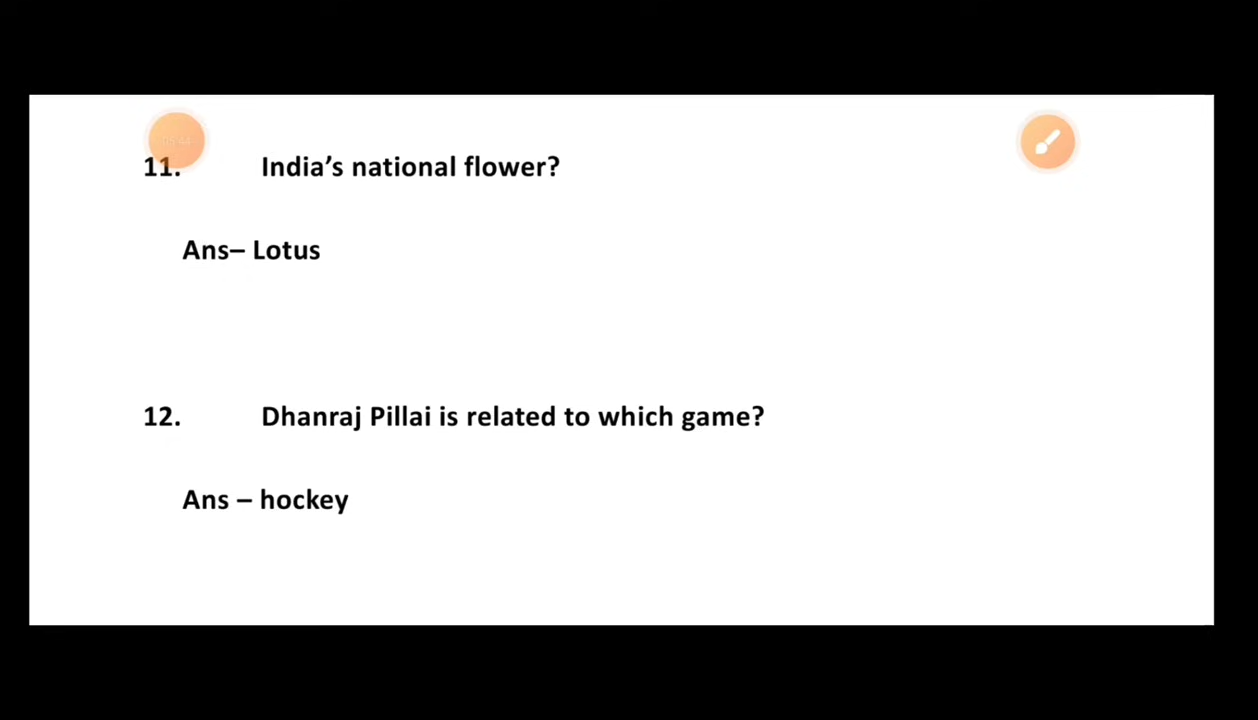 11. India’s national flower?
Ans– Lotus
12. Dhanraj Pillai is related to which game?
Ans – hockey